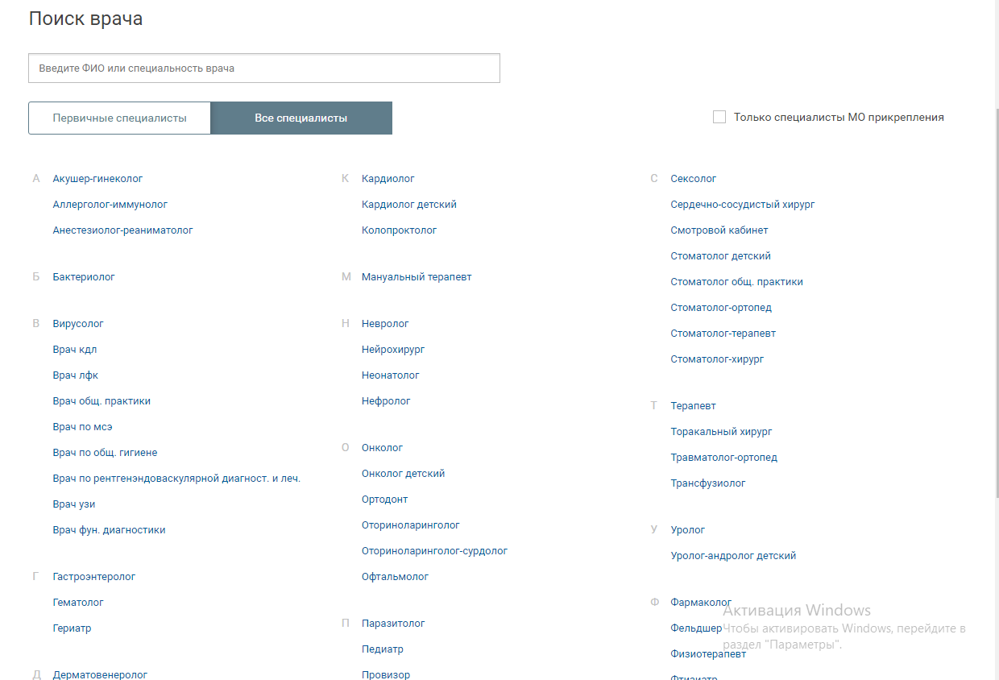 Поиск врача
Введите ФИО или специальность врача
Первичные специалисты
Все специалисты
Только специалисты МО прикрепления
А Акушер-гинеколог
Аллерголог-иммунолог
Анестезиолог-реаниматолог
Б Бактериолог
В Вирусолог
Врач кдл
Врач лфк
Врач общ. практики
Врач по мсэ
Врач по общ. гигиене
Врач по рентгенэндоваскулярной диагност. и леч.
Врач узи
Врач фун. диагностики
Г Гастроэнтеролог
Гематолог
Гериатр
Д Дерматовенеролог
К Кардиолог
Кардиолог детский
Колопроктолог
М Мануальный терапевт
Н Невролог
Нейрохирург
Неонатолог
Нефролог
О Онколог
Онколог детский
Ортодонт
Оториноларинголог
Оториноларинголог-сурдолог
Офтальмолог
П Паразитолог
Педиатр
Провизор
С Сексолог
Сердечно-сосудистый хирург
Смотровой кабинет
Стоматолог детский
Стоматолог общ. практики
Стоматолог-ортопед
Стоматолог-терапевт
Стоматолог-хирург
Т Терапевт
Торакальный хирург
Травматолог-ортопед
Трансфузиолог
У Уролог
Уролог-андролог детский
Ф Фармаколог
Фельдшер
Физиотерапевт
Фтизиатр
Активация Windows
Чтобы активировать Windows, перейдите в
раздел "Параметры".